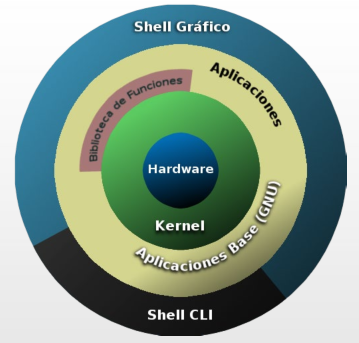 Shell Gráfico
Aplicaciones
Biblioteca de Funciones
Hardware
Kernel
Aplicaciones Base (GNU)
Shell CLI